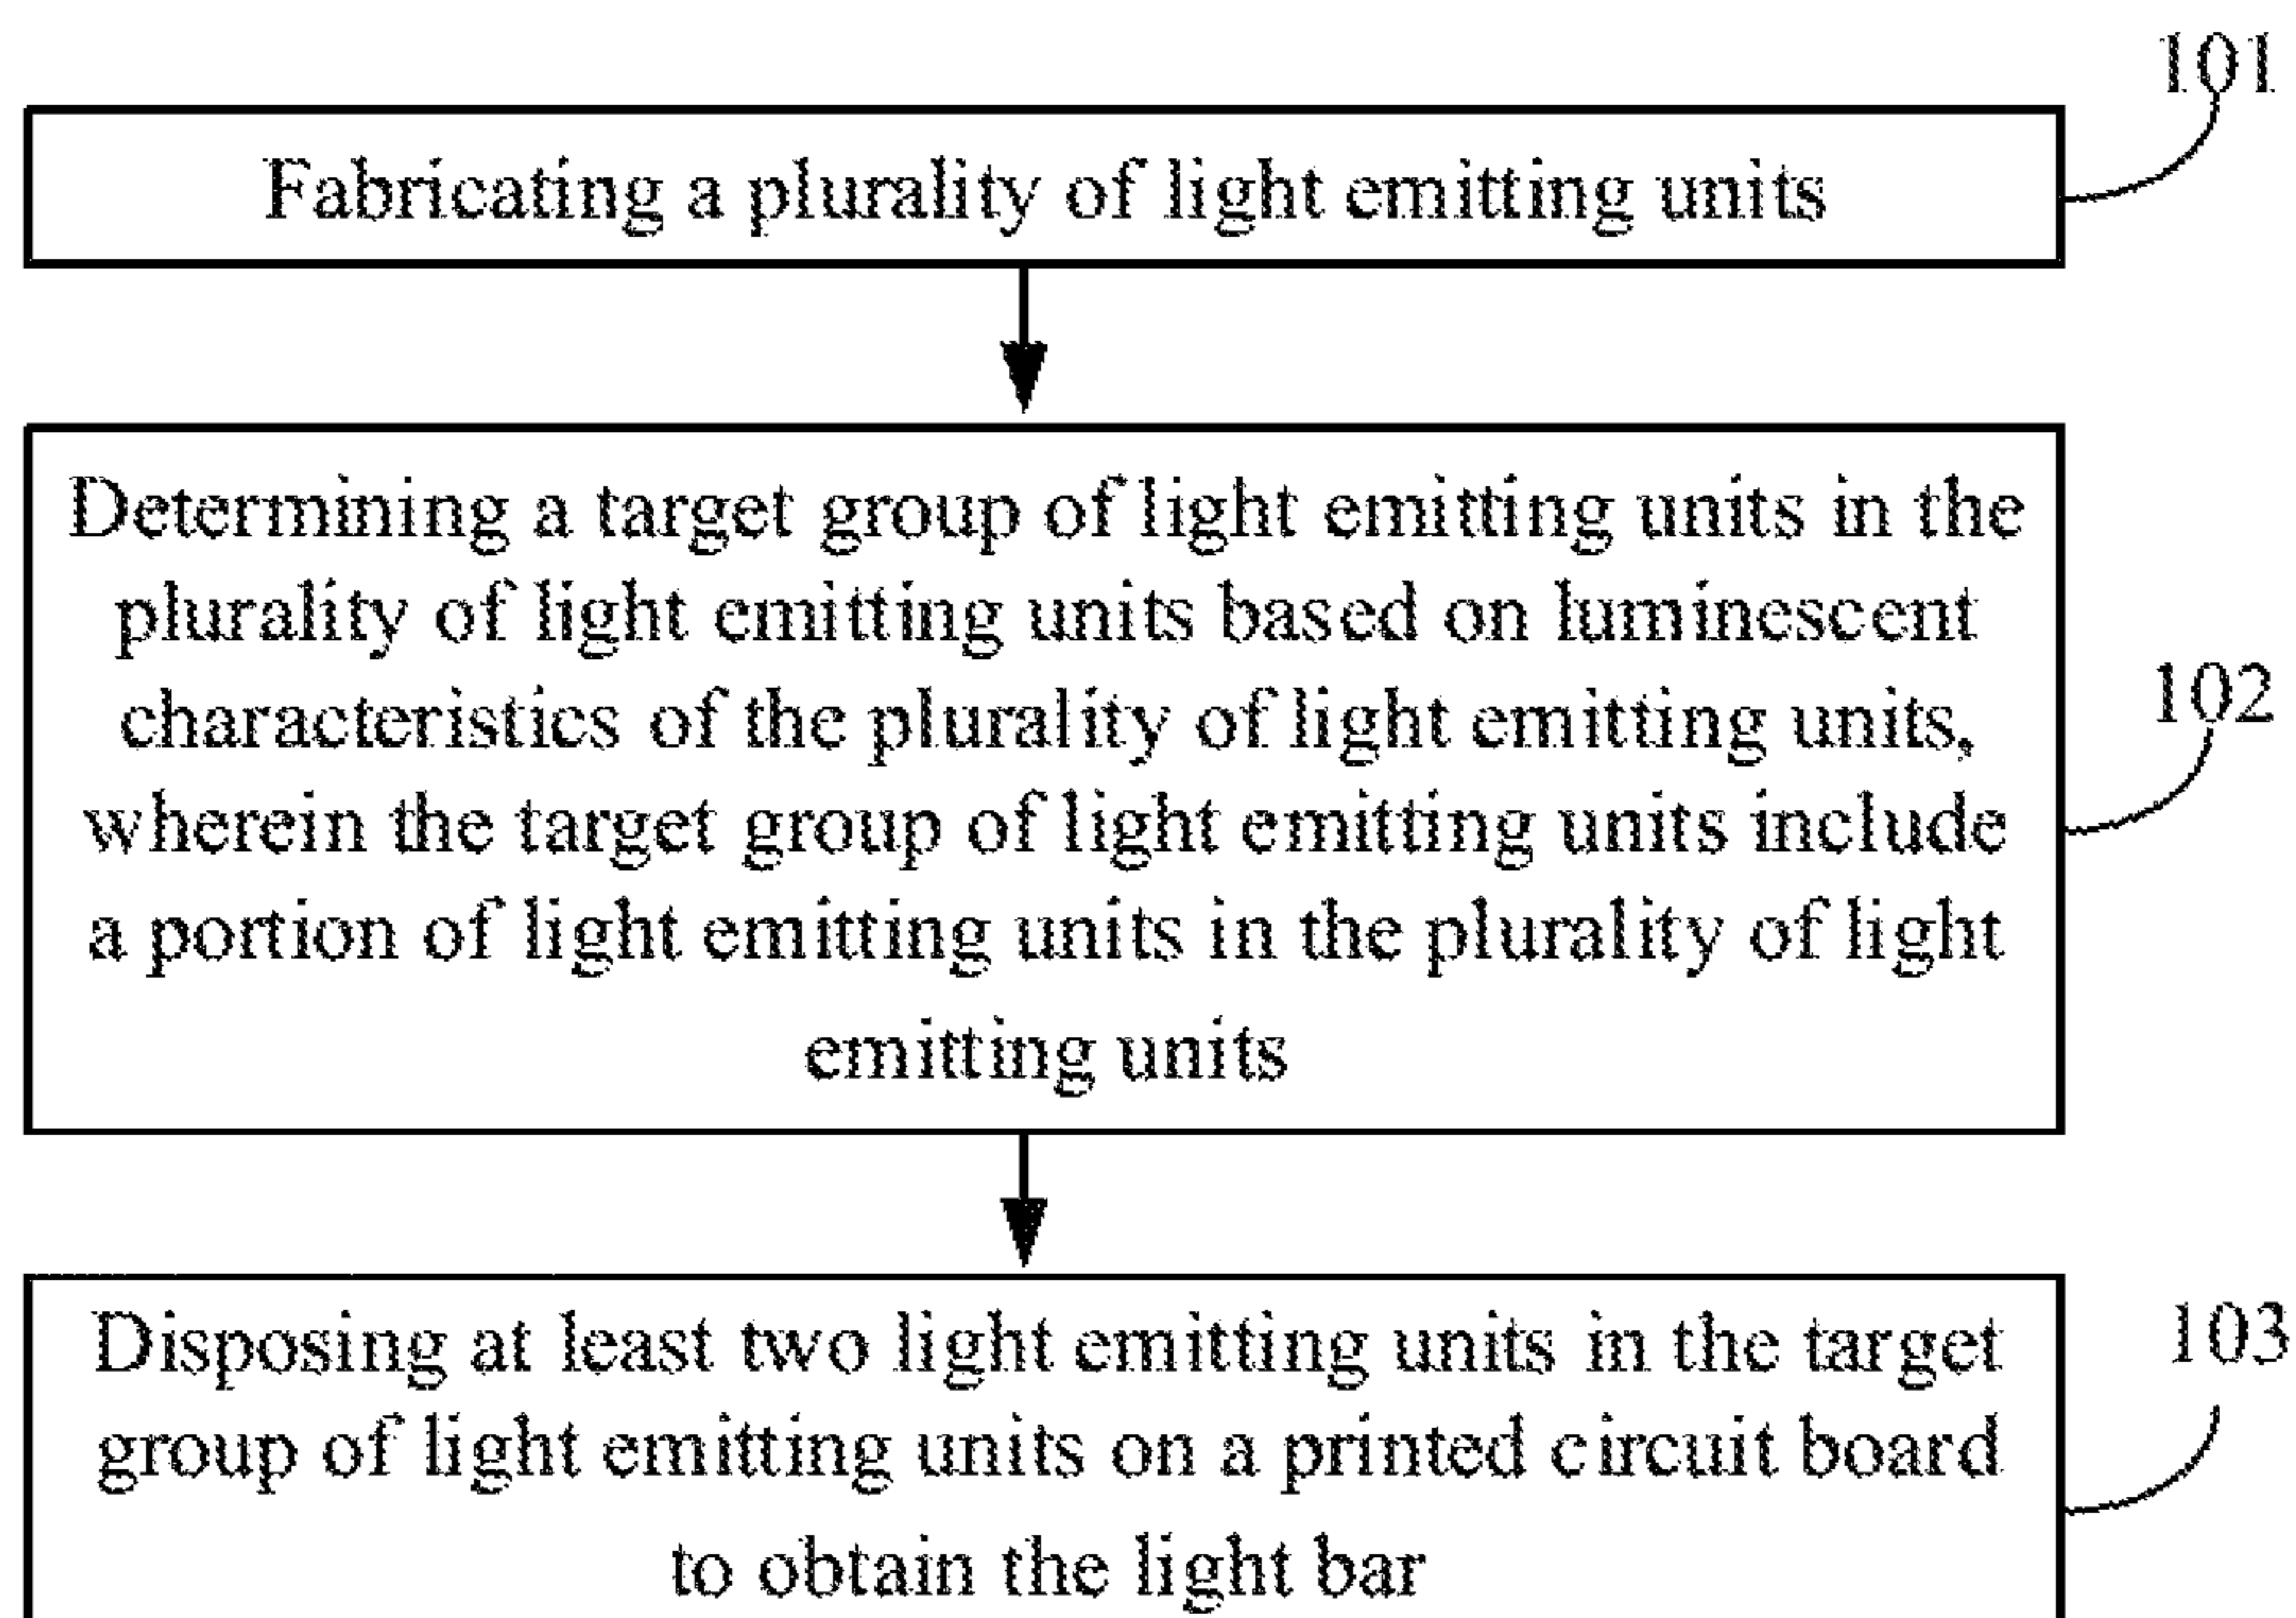 101
Fabricating a plurality of light emitting units
Determining a target group of light emitting units in the
plurality of light emitting units based on luminescent
characteristics of the plurality of light emitting units,
102
wherein the target group of light emitting units include
a portion of light emitting units in the plurality of light
emitting units
Disposing at least two light emitting units in the target
103
group of light emitting units on a printed circuit board
to obtain the light bar